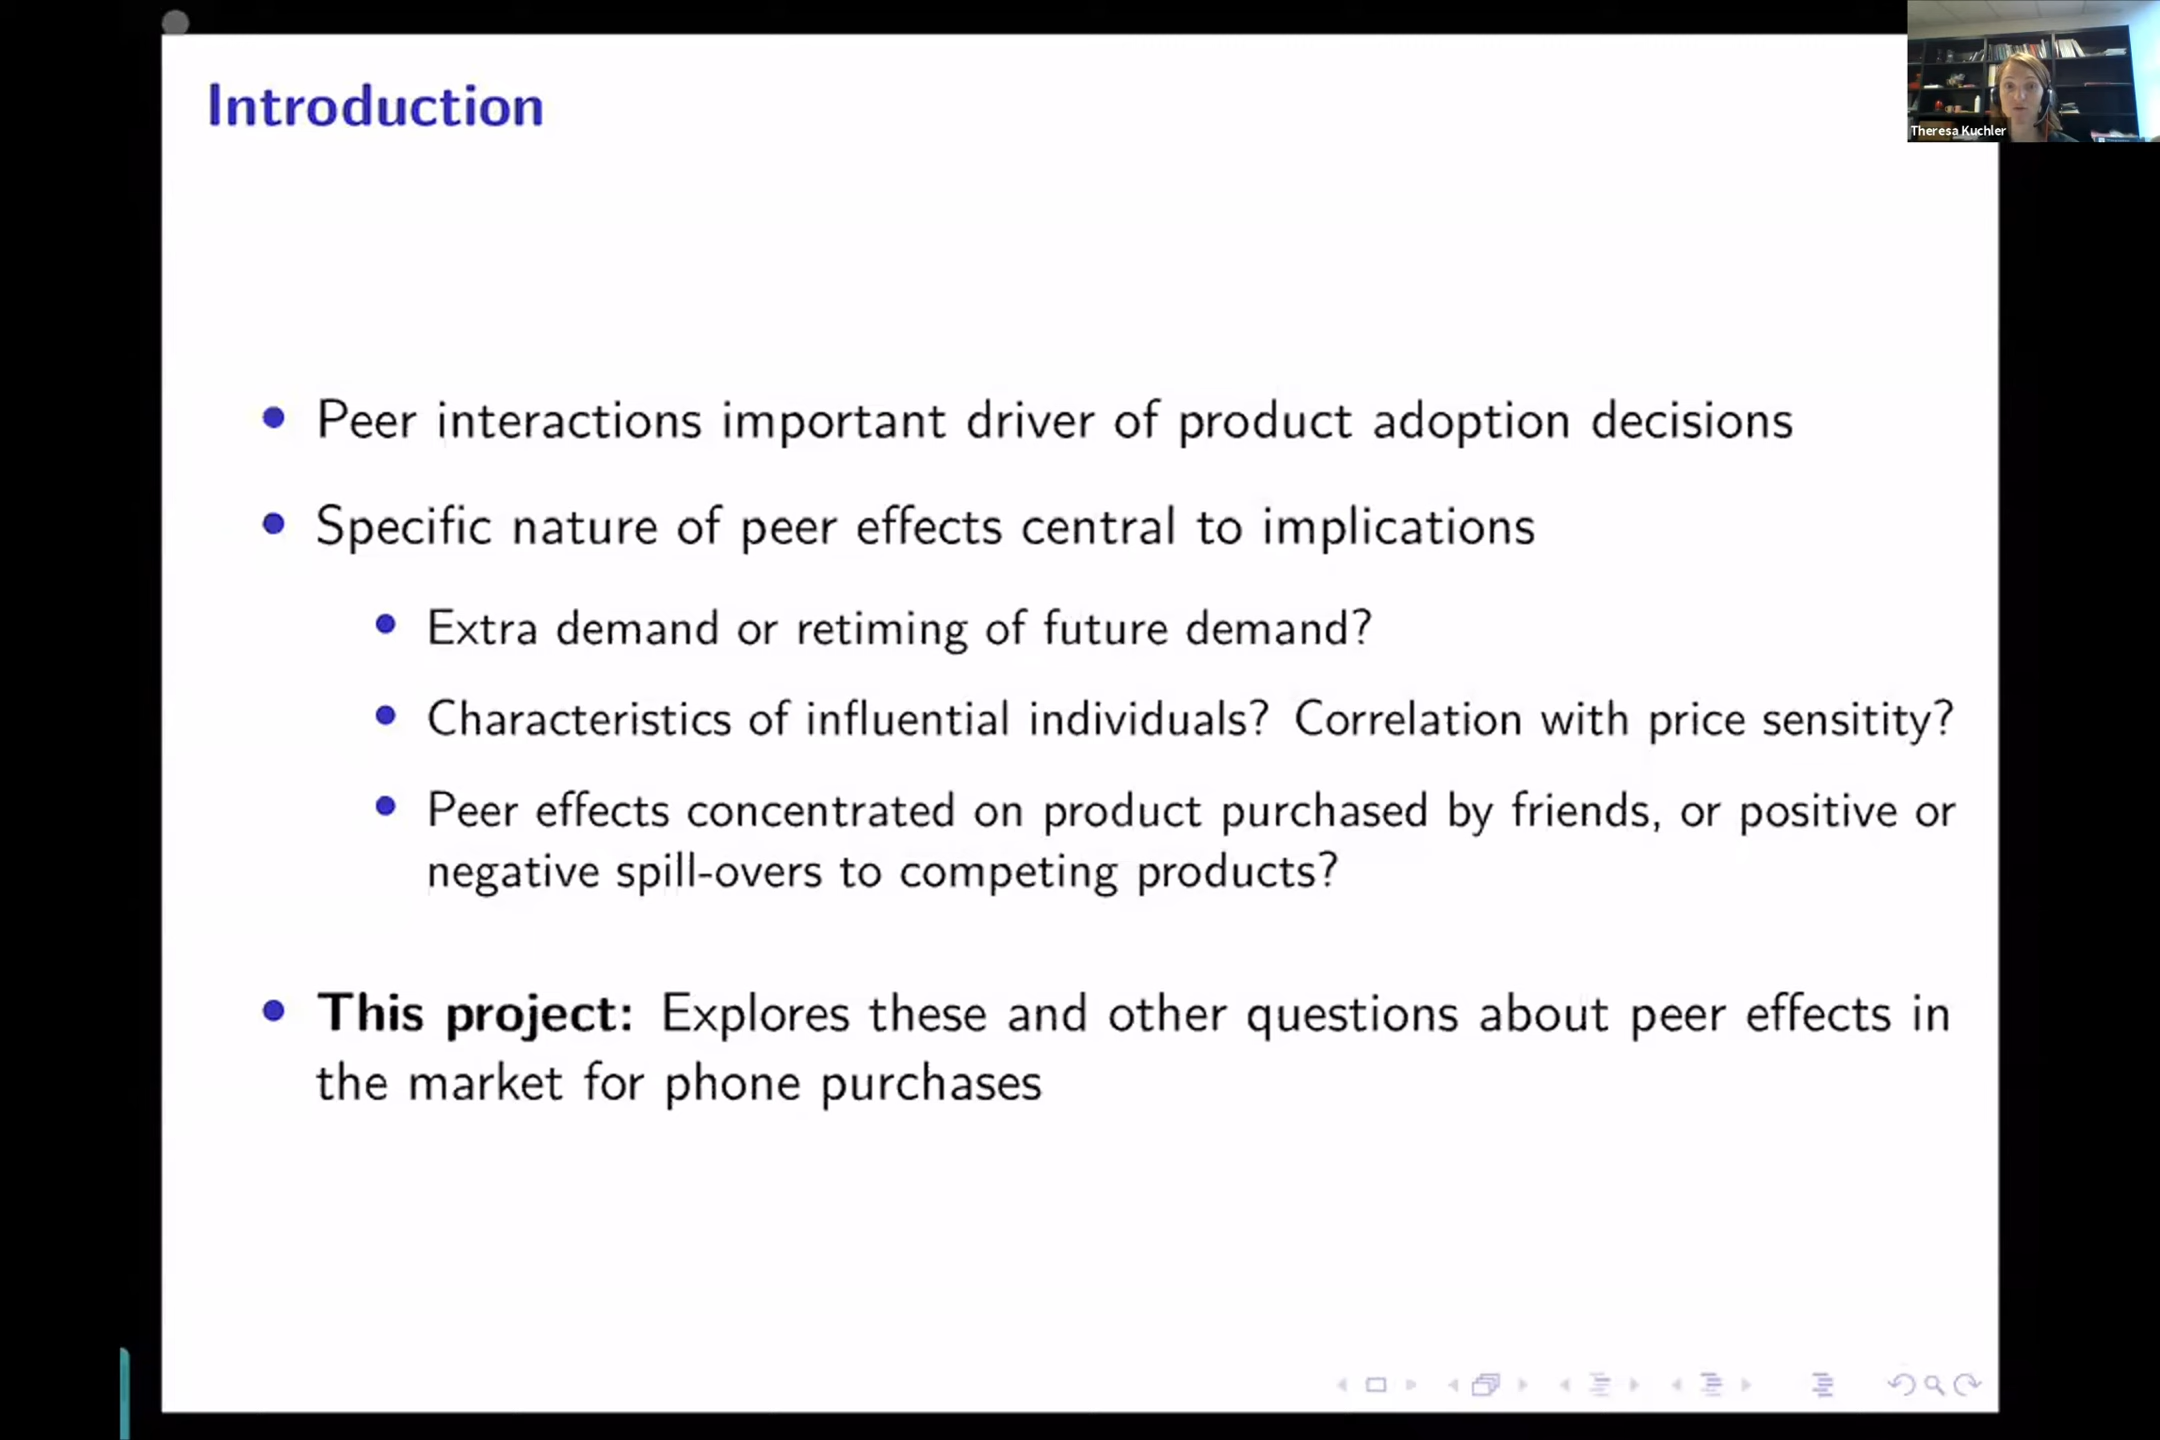 Introduction
Theresa Kuchler
Peer interactions important driver of product adoption decisions
Specific nature of peer effects central to implications
Extra demand or retiming of future demand?
Characteristics of influential individuals? Correlation with price sensitity?
Peer effects concentrated on product purchased by friends, or positive or
negative spill-overs to competing products?
This project: Explores these and other questions about peer effects in
the market for phone purchases